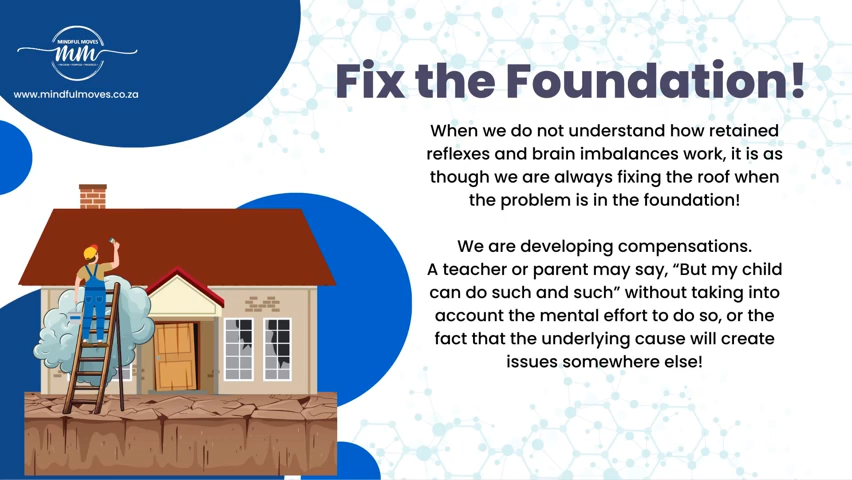 MINDFUL MOVES
mm
www.mindfulmoves.co.za
Fix the Foundation!
When we do not understand how retained
reflexes and brain imbalances work, it is as
though we are always fixing the roof when
the problem is in the foundation!
We are developing compensations.
A teacher or parent may say, “But my child
can do such and such” without taking into
account the mental effort to do so, or the
fact that the underlying cause will create
issues somewhere else!